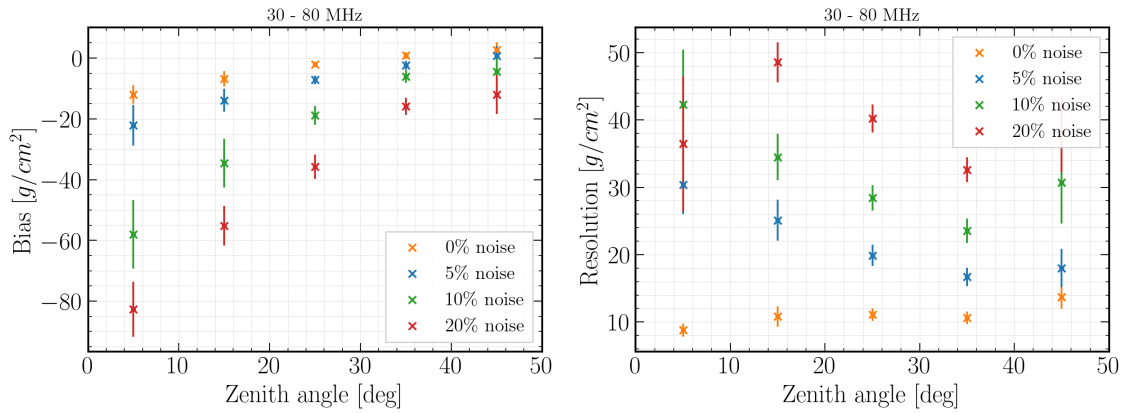 30 - 80 MHz
Bias [g/cm²]
0
−20
−40
−60
−80
0% noise
5% noise
10% noise
20% noise
0 10 20 30 40 50
Zenith angle [deg]
30 - 80 MHz
Resolution [g/cm²]
50
40
30
20
10
0% noise
5% noise
10% noise
20% noise
0 10 20 30 40 50
Zenith angle [deg]